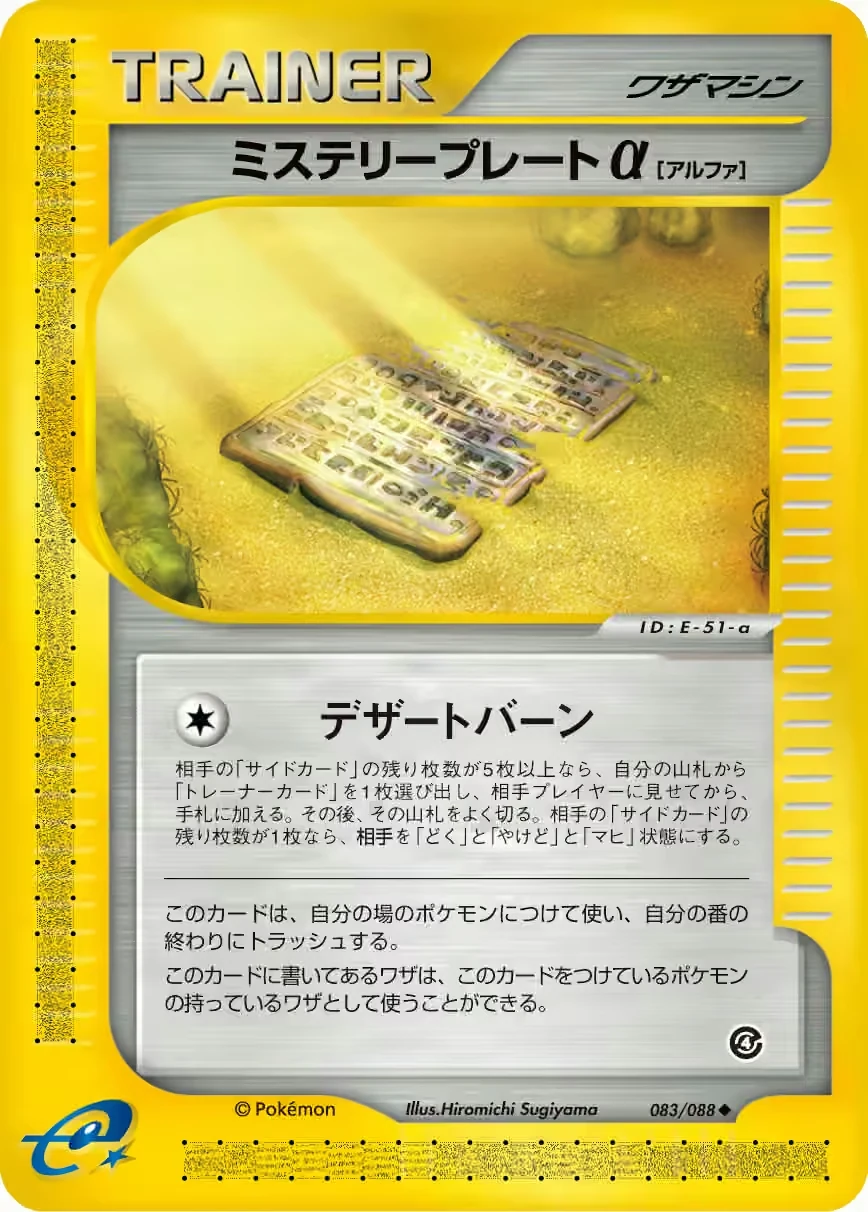 TRAINER
ワザマシン
ミステリープレートα[アルファ]
ID:E-51-a
デザートバーン
相手の「サイドカード」の残り枚数が5枚以上なら、自分の山札から
「トレーナーカード」を1枚選び出し、相手プレイヤーに見せてから、
手札に加える。その後、その山札をよく切る。相手の「サイドカード」の
残り枚数が1枚なら、相手を「どく」と「やけど」と「マヒ」状態にする。
このカードは、自分の場のポケモンにつけて使い、自分の番の
終わりにトラッシュする。
このカードに書いてあるワザは、このカードをつけているポケモン
の持っているワザとして使うことができる。
4
© Pokémon
Illus.Hiromichi Sugiyama
083/088◆
e